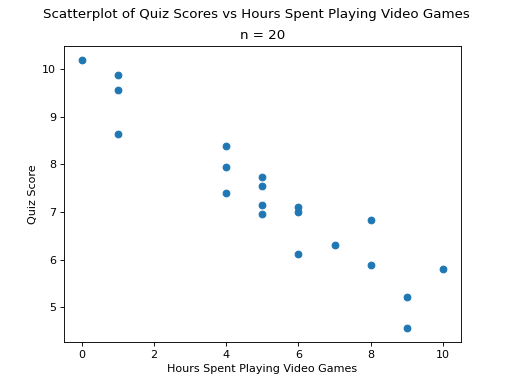 Scatterplot of Quiz Scores vs Hours Spent Playing Video Games
n = 20
10
9
8
7
6
5
Quiz Score
0 2 4 6 8 10
Hours Spent Playing Video Games